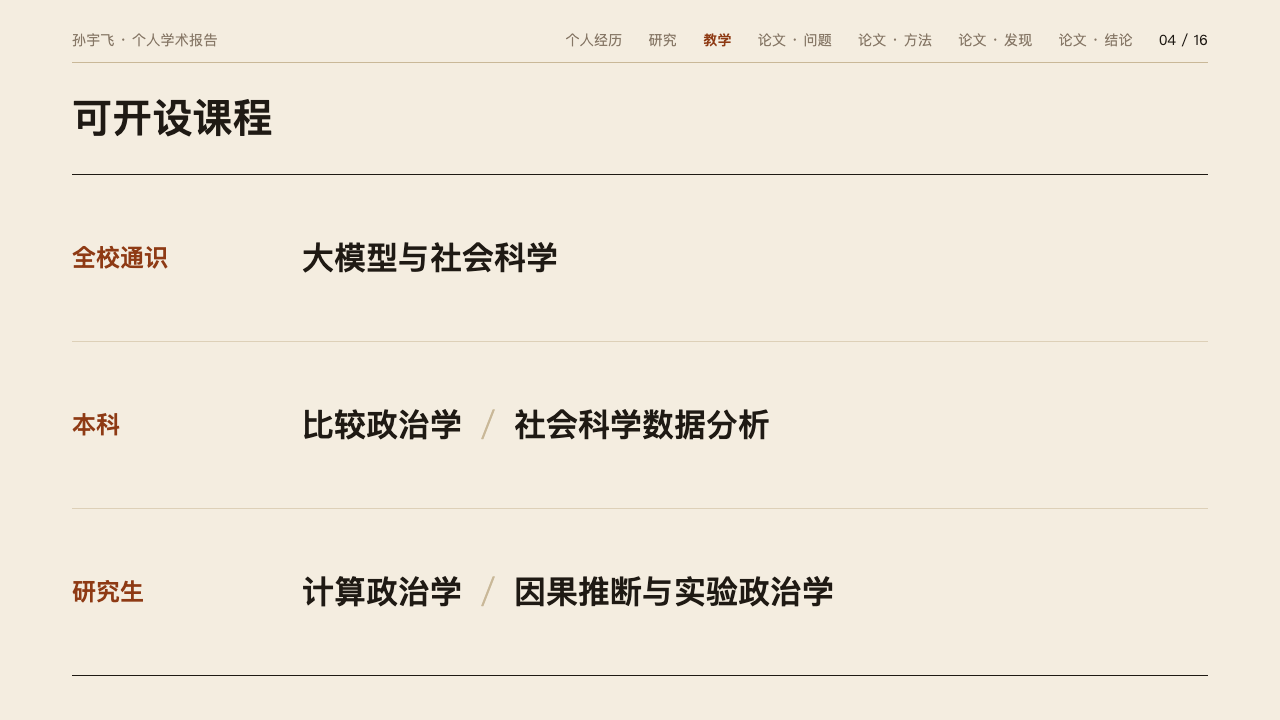 孙宇飞 · 个人学术报告 个人经历 研究 教学 论文 · 问题 论文 · 方法 论文 · 发现 论文 · 结论 04 / 16
可开设课程
全校通识 大模型与社会科学
本科 比较政治学 / 社会科学数据分析
研究生 计算政治学 / 因果推断与实验政治学